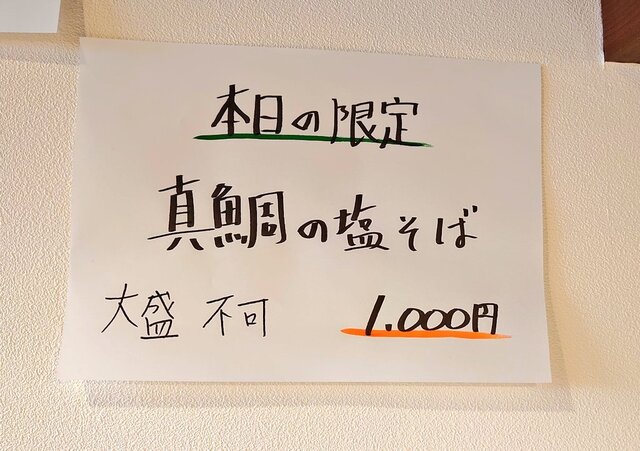 本日の限定
真鯛の塩そば
大盛 不可 1.000円